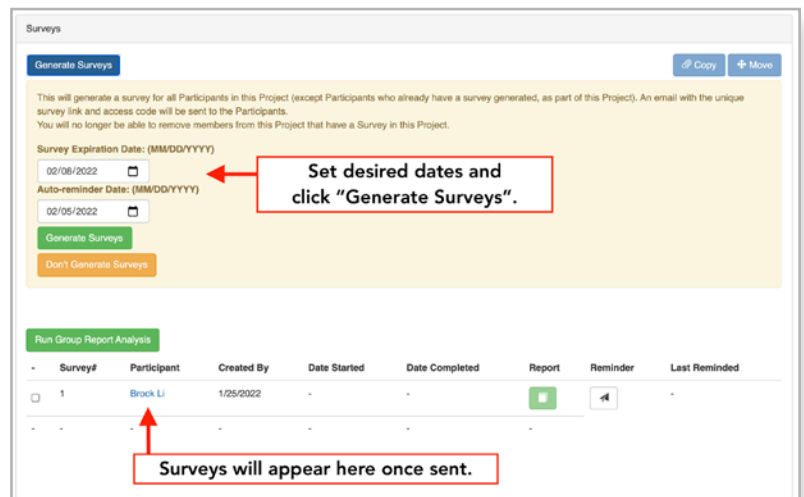 Surveys
Generate Surveys
Copy
Move
This will generate a survey for all Participants in this Project (except Participants who already have a survey generated, as part of this Project). An email with the unique
survey link and access code will be sent to the Participants.
You will no longer be able to remove members from this Project that have a Survey in this Project.
Survey Expiration Date: (MM/DD/YYYY)
02/08/2022
Set desired dates and
click "Generate Surveys".
Auto-reminder Date: (MM/DD/YYYY)
02/05/2022
Generate Surveys
Don't Generate Surveys
Run Group Report Analysis
- Survey# Participant Created By Date Started Date Completed Report Reminder Last Reminded
1 Brock Li 1/25/2022 - - -
- - - - - - -
Surveys will appear here once sent.